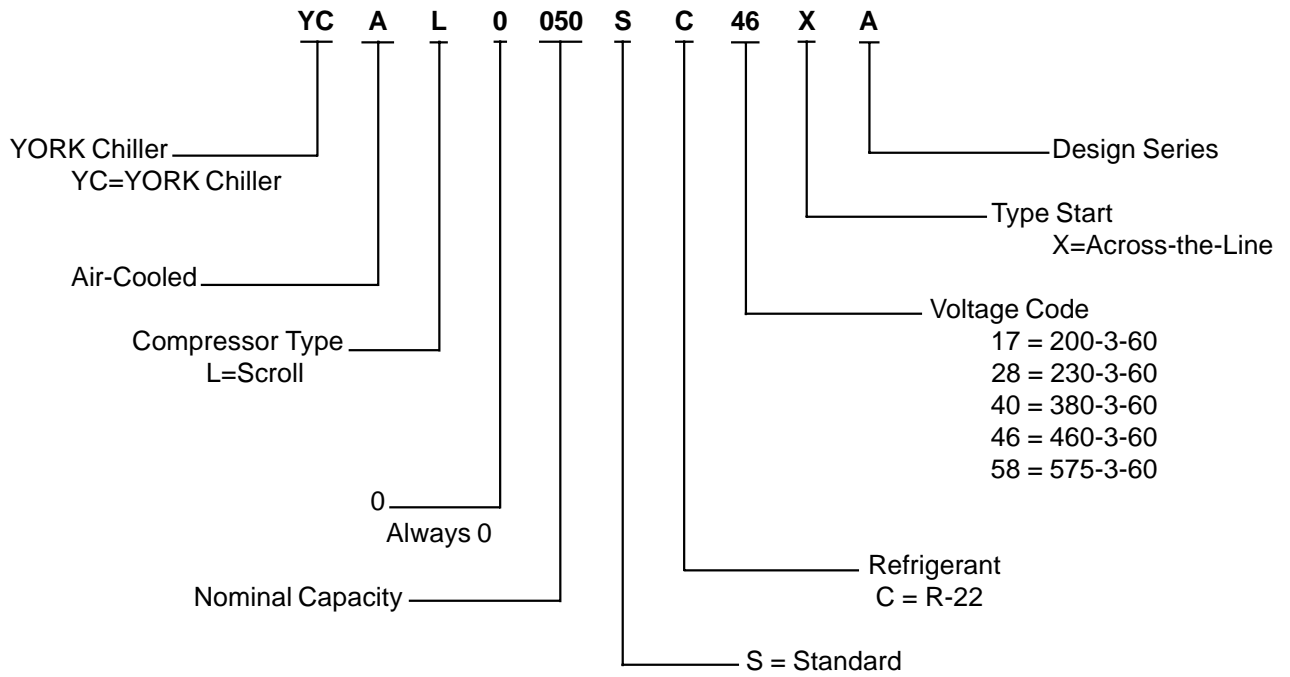 YC A L 0 050 S C 46 X A
YORK Chiller
YC=YORK Chiller
Design Series
Type Start
X=Across-the-Line
Air-Cooled
Voltage Code
17 = 200-3-60
28 = 230-3-60
40 = 380-3-60
46 = 460-3-60
58 = 575-3-60
Compressor Type
L=Scroll
0
Always 0
Refrigerant
C = R-22
Nominal Capacity
S = Standard